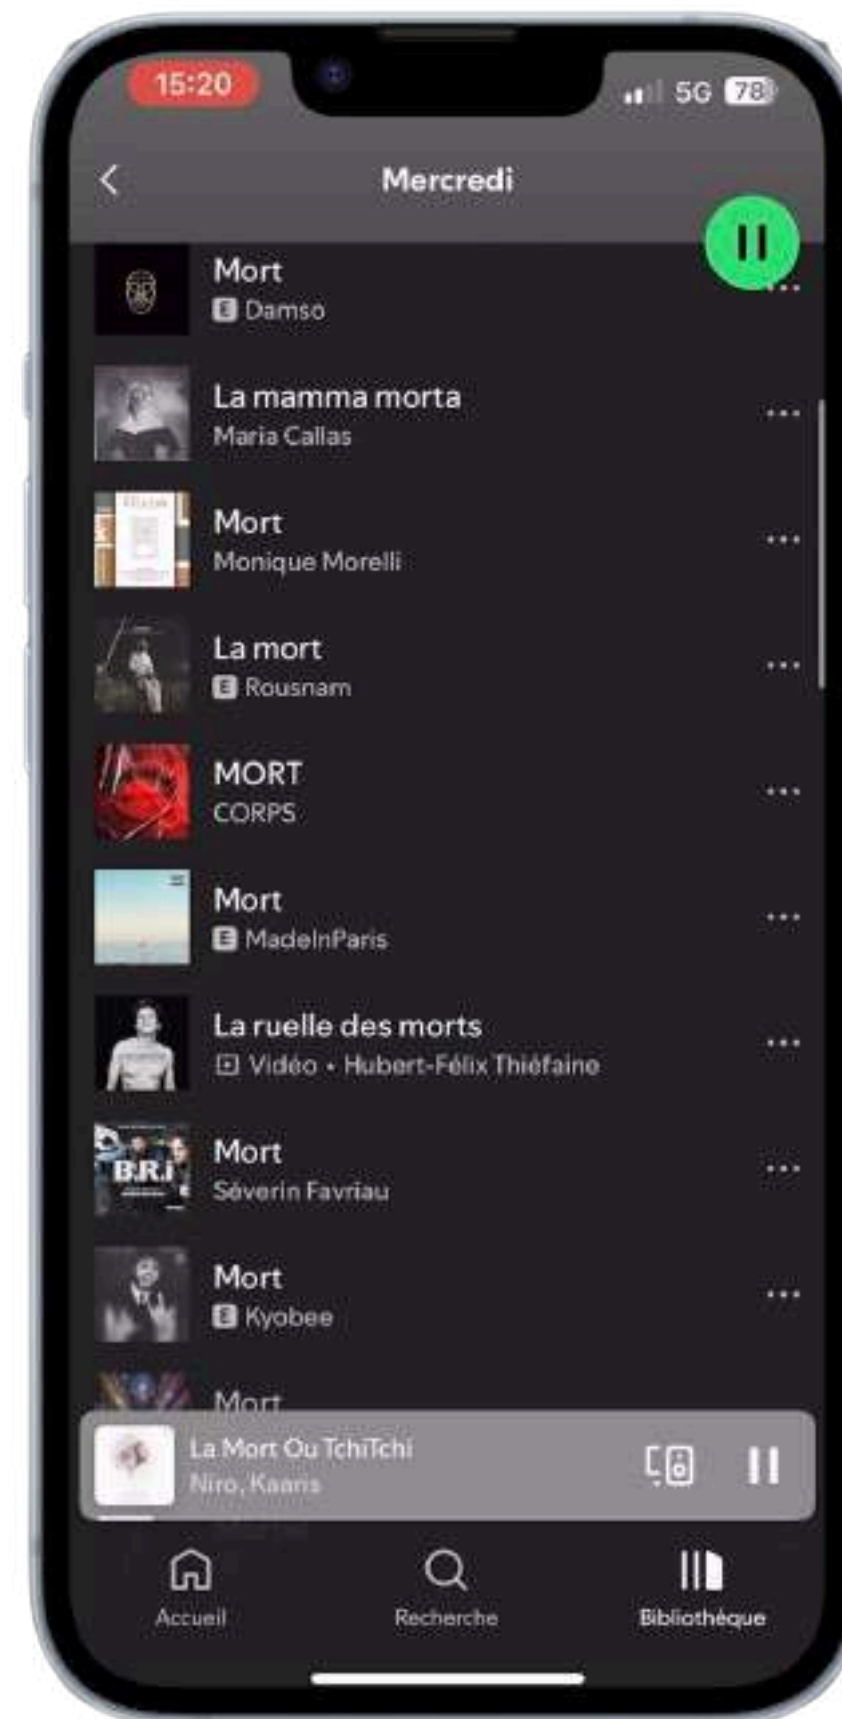 15:20
5G 78
Mercredi
Mort
E Damso
La mamma morta
Maria Callas
Mort
Monique Morelli
La mort
E Rousnam
MORT
CORPS
Mort
E MadeInParis
La ruelle des morts
Vidéo • Hubert-Félix Thiéfaine
B.R.i
Mort
Séverin Favriau
Mort
E Kyobee
Mort
La Mort Ou TchiTchi
Niro, Kaaris
Accueil
Recherche
Bibliothèque